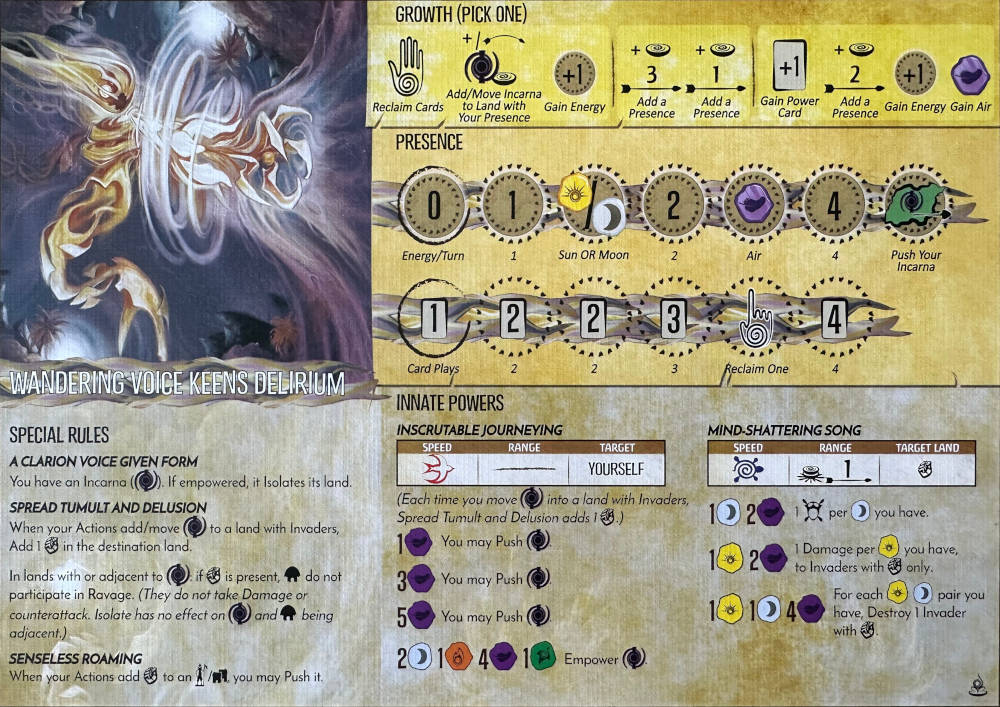 GROWTH (PICK ONE)
+ /
+
+
+
+1
3
1
+1
2
+1
Reclaim Cards
Add/Move Incarna
to Land with
Your Presence
Gain Energy
Add a
Presence
Add a
Presence
Gain Power
Card
Add a
Presence
Gain Energy
Gain Air
PRESENCE
0
1
/
2
4
Energy/Turn
1
Sun OR Moon
2
Air
4
Push Your
Incarna
1
2
2
3
4
Card Plays
2
2
3
Reclaim One
4
WANDERING VOICE KEENS DELIRIUM
SPECIAL RULES
A CLARION VOICE GIVEN FORM
You have an Incarna ( ). If empowered, it Isolates its land.
SPREAD TUMULT AND DELUSION
When your Actions add/move to a land with Invaders,
Add 1 in the destination land.
In lands with or adjacent to , if is present, do not
participate in Ravage. (They do not take Damage or
counterattack. Isolate has no effect on and being
adjacent.)
SENSELESS ROAMING
When your Actions add to an / , you may Push it.
INNATE POWERS
INSCRUTABLE JOURNEYING
SPEED RANGE TARGET
YOURSELF
(Each time you move into a land with Invaders,
Spread Tumult and Delusion adds 1 .)
1 You may Push .
3 You may Push .
5 You may Push .
2 1 4 1 Empower .
MIND-SHATTERING SONG
SPEED RANGE TARGET LAND
1
1 2 1 per you have.
1 2 1 Damage per you have,
to Invaders with only.
1 1 4 For each pair you
have, Destroy 1 Invader
with .